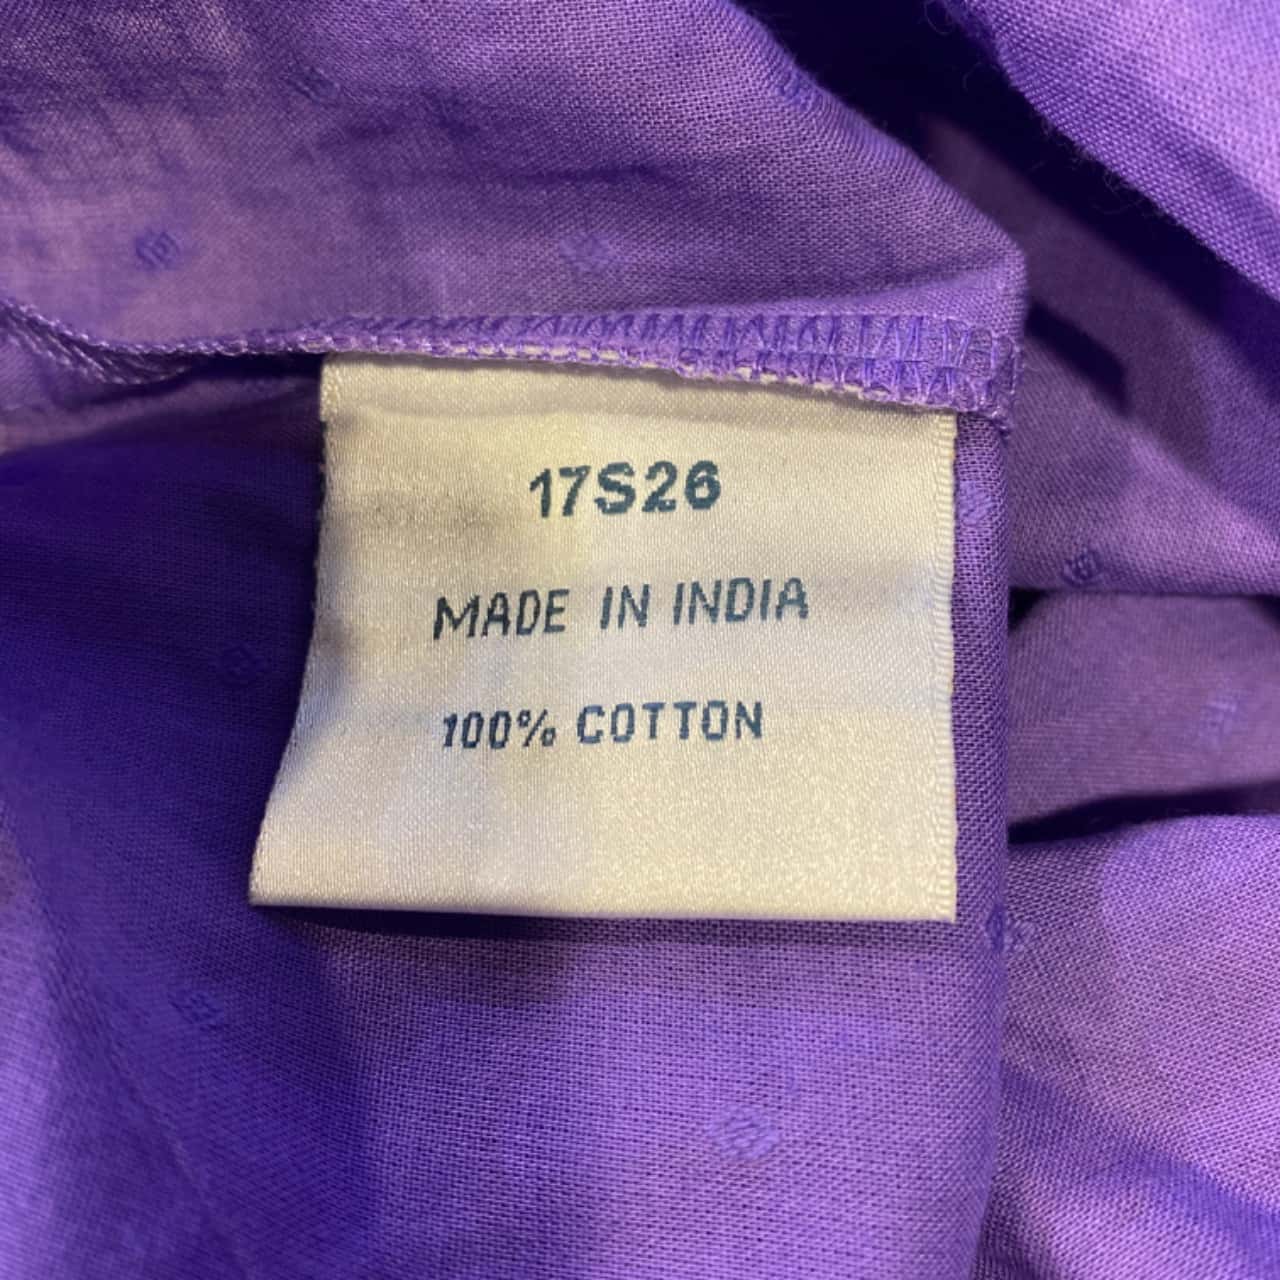 17S26
MADE IN INDIA
100% COTTON